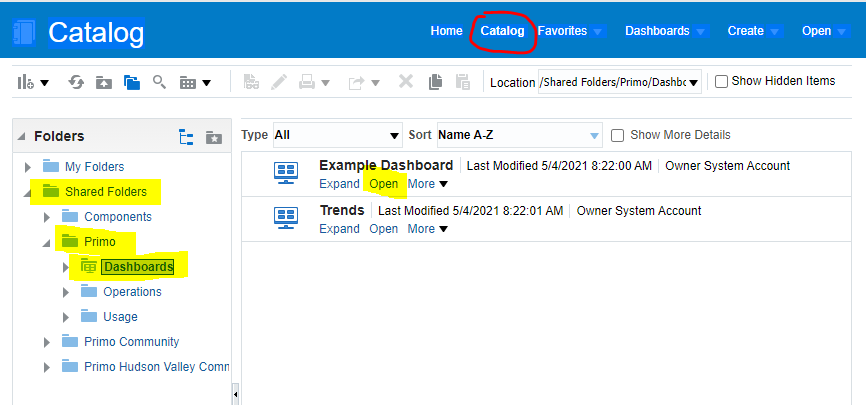 Catalog
Home Catalog Favorites Dashboards Create Open
Location /Shared Folders/Primo/Dashbo Show Hidden Items
Folders
My Folders
Shared Folders
Components
Primo
Dashboards
Operations
Usage
Primo Community
Primo Hudson Valley Comm
Type All Sort Name A-Z Show More Details
Example Dashboard Last Modified 5/4/2021 8:22:00 AM Owner System Account
Expand Open More
Trends Last Modified 5/4/2021 8:22:01 AM Owner System Account
Expand Open More